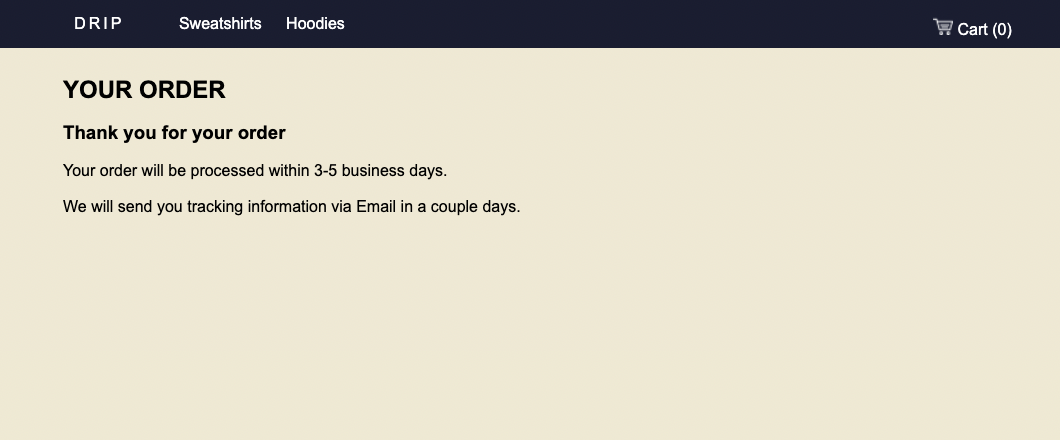 DRIP Sweatshirts Hoodies Cart (0)
YOUR ORDER
Thank you for your order
Your order will be processed within 3-5 business days.
We will send you tracking information via Email in a couple days.